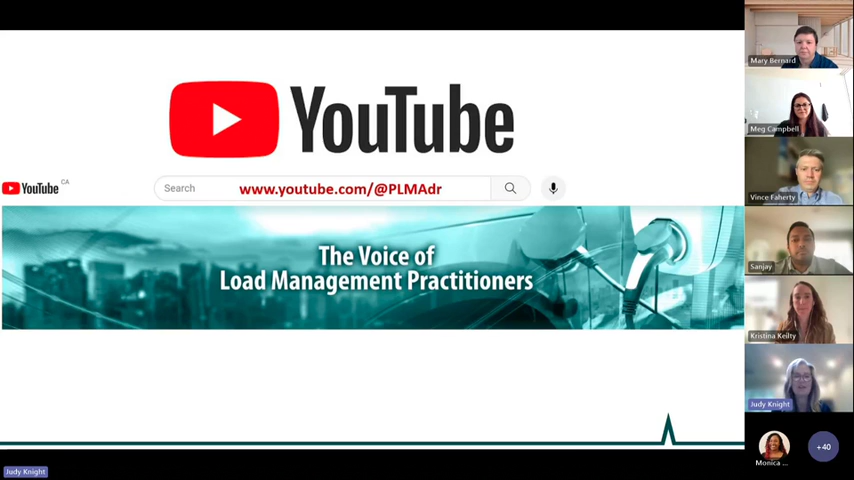 YouTube
YouTube CA
Search www.youtube.com/@PLMAdr
The Voice of
Load Management Practitioners
Mary Bernard
Meg Campbell
Vince Faherty
Sanjay
Kristina Keilty
Judy Knight
Monica ...
+40
Judy Knight